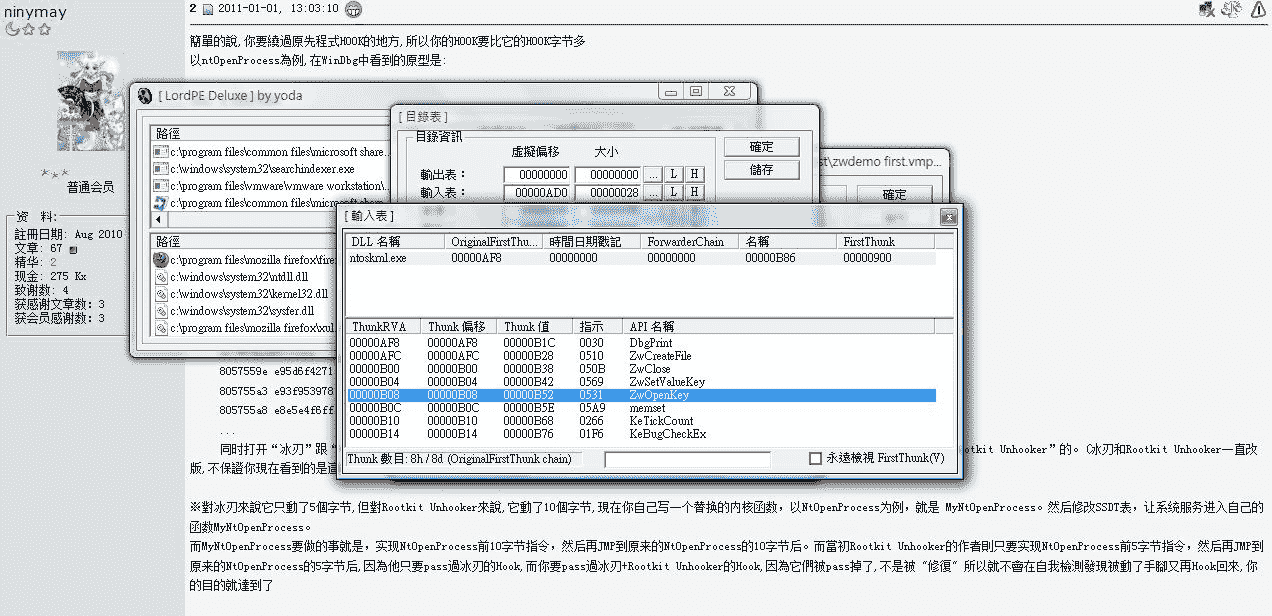 ninymay
2 2011-01-01, 13:03:10
簡單的說,你要繞過原先程式HOOK的地方,所以你的HOOK要比它的HOOK字节多
以ntOpenProcess為例,在WinDbg中看到的原型是:
普通会员
资 料:
註冊日期: Aug 2010
文章: 67
精华: 2
现金: 275 Kx
致谢数: 4
获感谢文章数: 3
获会员感谢数: 3
[ LordPE Deluxe ] by yoda
路徑
c:\program files\common files\microsoft share...
c:\windows\system32\searchindexer.exe
c:\program files\vmware\vmware workstation\...
c:\program files\common files\microsoft share
路徑
c:\program files\mozilla firefox\fire
c:\windows\system32\ntdll.dll
c:\windows\system32\kernel32.dll
c:\windows\system32\sysfer.dll
c:\program files\mozilla firefox\xul
[ 目錄表 ]
目錄資訊
虛擬偏移 大小
輸出表: 00000000 00000000 ... L H
輸入表: 00000AD0 00000028 ... L H
確定
儲存
st\zwdemo first.vmp...
確定
[ 輸入表 ]
DLL 名稱 OriginalFirstThu... 時間日期戳記 ForwarderChain 名稱 FirstThunk
ntoskrnl.exe 00000AF8 00000000 00000000 00000B86 00000900
ThunkRVA Thunk 偏移 Thunk 值 指示 API 名稱
00000AF8 00000AF8 00000B1C 0030 DbgPrint
00000AFC 00000AFC 00000B28 0510 ZwCreateFile
00000B00 00000B00 00000B38 050B ZwClose
00000B04 00000B04 00000B42 0569 ZwSetValueKey
00000B08 00000B08 00000B52 0531 ZwOpenKey
00000B0C 00000B0C 00000B5E 05A9 memset
00000B10 00000B10 00000B68 0266 KeTickCount
00000B14 00000B14 00000B76 01F6 KeBugCheckEx
Thunk 數目: 8h / 8d (OriginalFirstThunk chain)
永遠檢視 FirstThunk(V)
8057559e e95d6f4271
805755a3 e93f953978
805755a8 e8e5e4f6ff
...
同时打开“冰刃”跟“ otkit Unhooker”的。(冰刃和Rootkit Unhooker一直改
版,不保證你現在看到的是這
※對冰刃來說它只動了5個字节,但對Rootkit Unhooker來說,它動了10個字节,現在你自己写一个替换的内核函数, 以NtOpenProcess为例, 就是 MyNtOpenProcess。然后修改SSDT表, 让系统服务进入自己的
函数MyNtOpenProcess。
而MyNtOpenProcess要做的事就是, 实现NtOpenProcess前10字节指令, 然后再JMP到原来的NtOpenProcess的10字节后。而當初Rootkit Unhooker的作者則只要实现NtOpenProcess前5字节指令, 然后再JMP到
原来的NtOpenProcess的5字节后,因為他只要pass過冰刃的Hook,而你要pass過冰刃+Rootkit Unhooker的Hook,因為它們被pass掉了,不是被“修復”所以就不會在自我檢測發現被動了手腳又再Hook回來,你
的目的就達到了